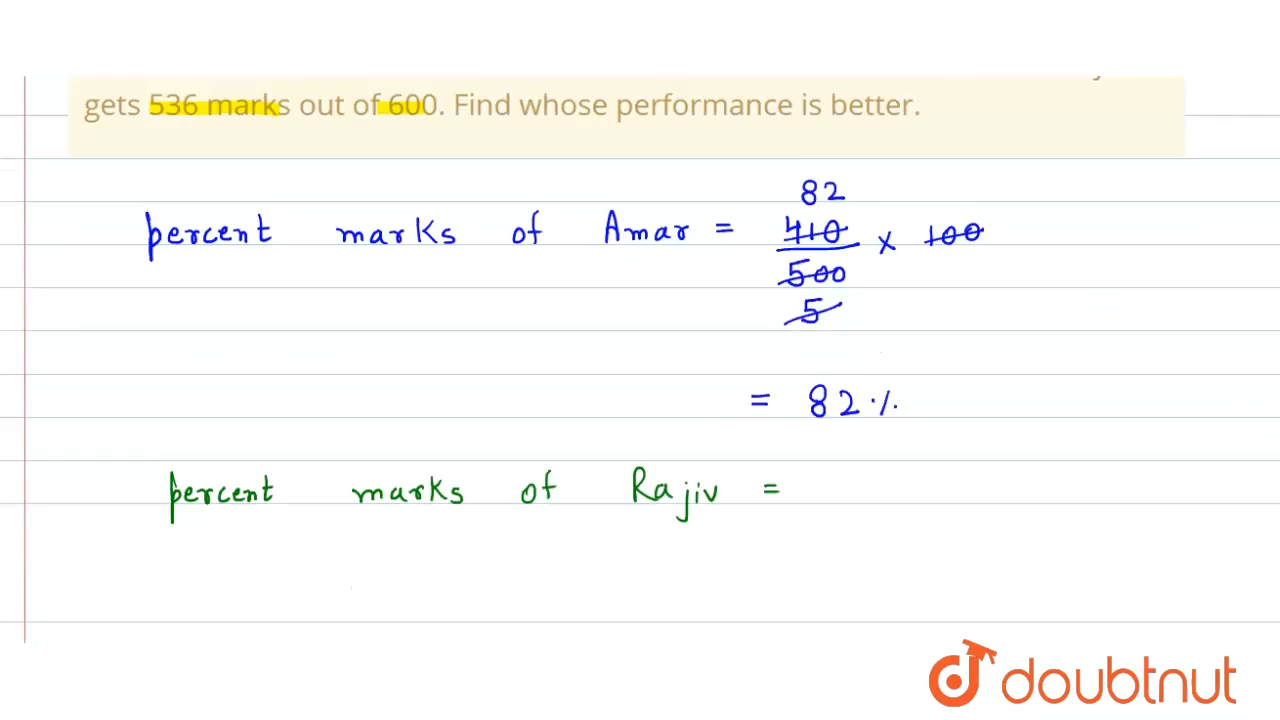 gets 536 marks out of 600. Find whose performance is better.
82
percent marks of Amar = 410 × 100
500
5
= 82 %
percent marks of Rajiv =
doubtnut